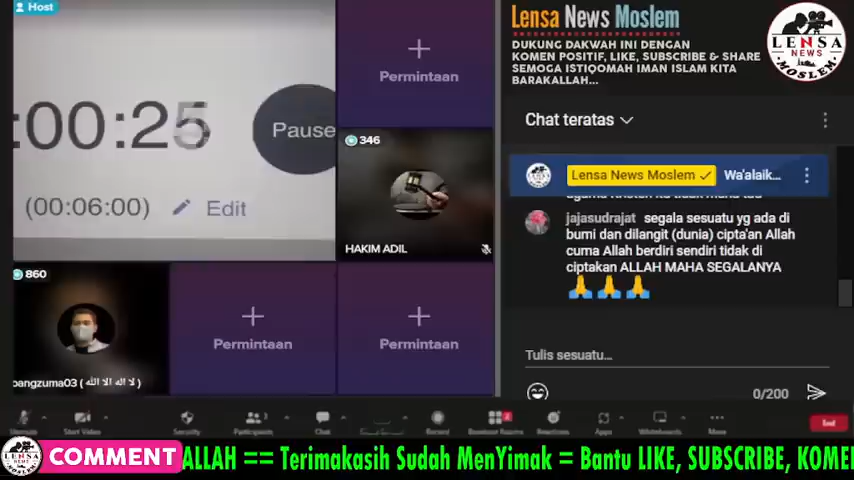 Host
:00:25
Pause
(00:06:00)
Edit
Permintaan
346
HAKIM ADIL
860
bangzuma03 ( لا اله الا الله )
Permintaan
Permintaan
Lensa News Moslem
DUKUNG DAKWAH INI DENGAN
KOMEN POSITIF, LIKE, SUBSCRIBE & SHARE
SEMOGA ISTIQOMAH IMAN ISLAM KITA
BARAKALLAH...
LENSA
NEWS
MOSLEM
Chat teratas
Lensa News Moslem Wa'alaik...
jajasudrajat segala sesuatu yg ada di
bumi dan dilangit (dunia) cipta'an Allah
cuma Allah berdiri sendiri tidak di
ciptakan ALLAH MAHA SEGALANYA
🙏🙏🙏
Tulis sesuatu...
0/200
Start Video
Security
Participants
Chat
Record
Breakout Rooms
Reactions
Apps
Whiteboards
More
End
LENSA
NEWS
MOSLEM
COMMENT
ALLAH == Terimakasih Sudah MenYimak = Bantu LIKE, SUBSCRIBE, KOME